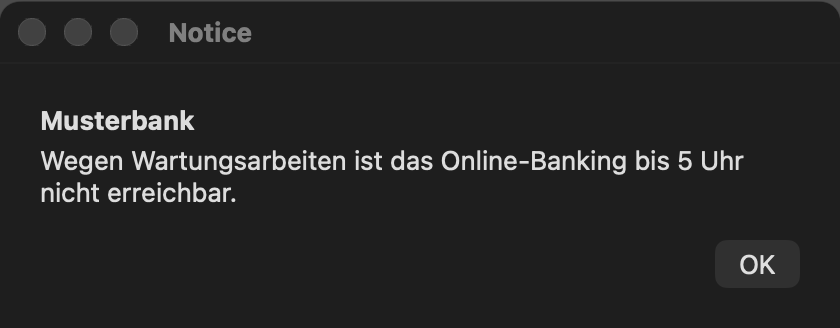 Notice
Musterbank
Wegen Wartungsarbeiten ist das Online-Banking bis 5 Uhr
nicht erreichbar.
OK